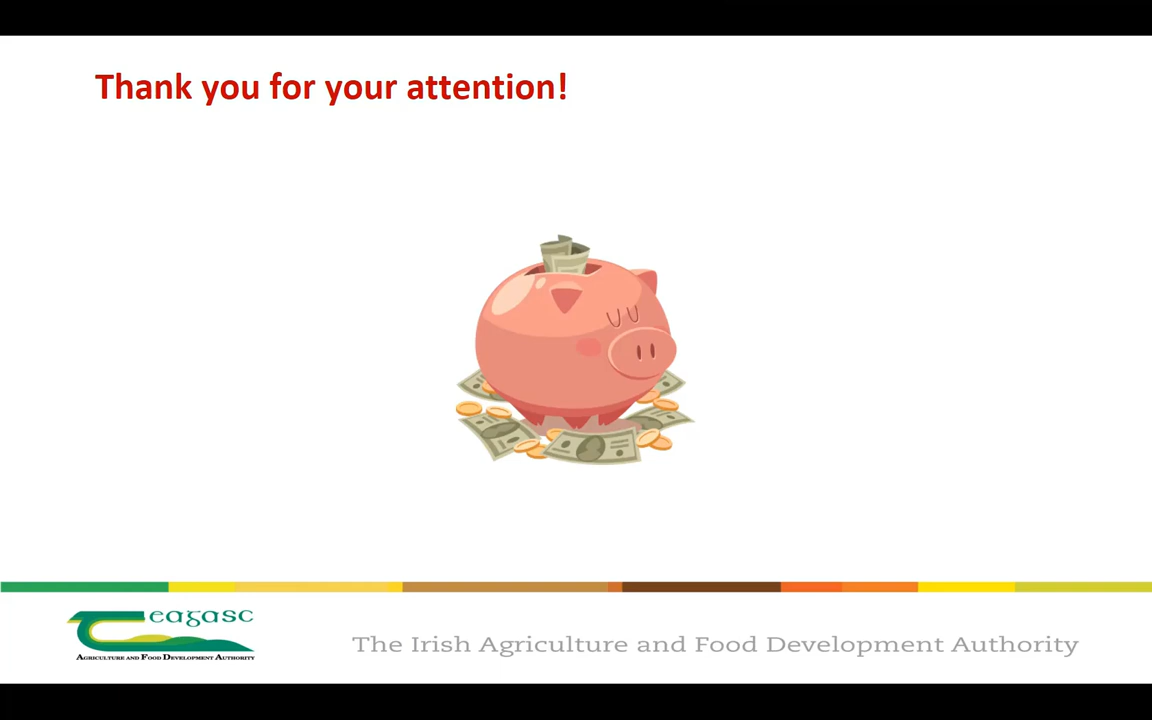 Thank you for your attention!
Teagasc
AGRICULTURE AND FOOD DEVELOPMENT AUTHORITY
The Irish Agriculture and Food Development Authority